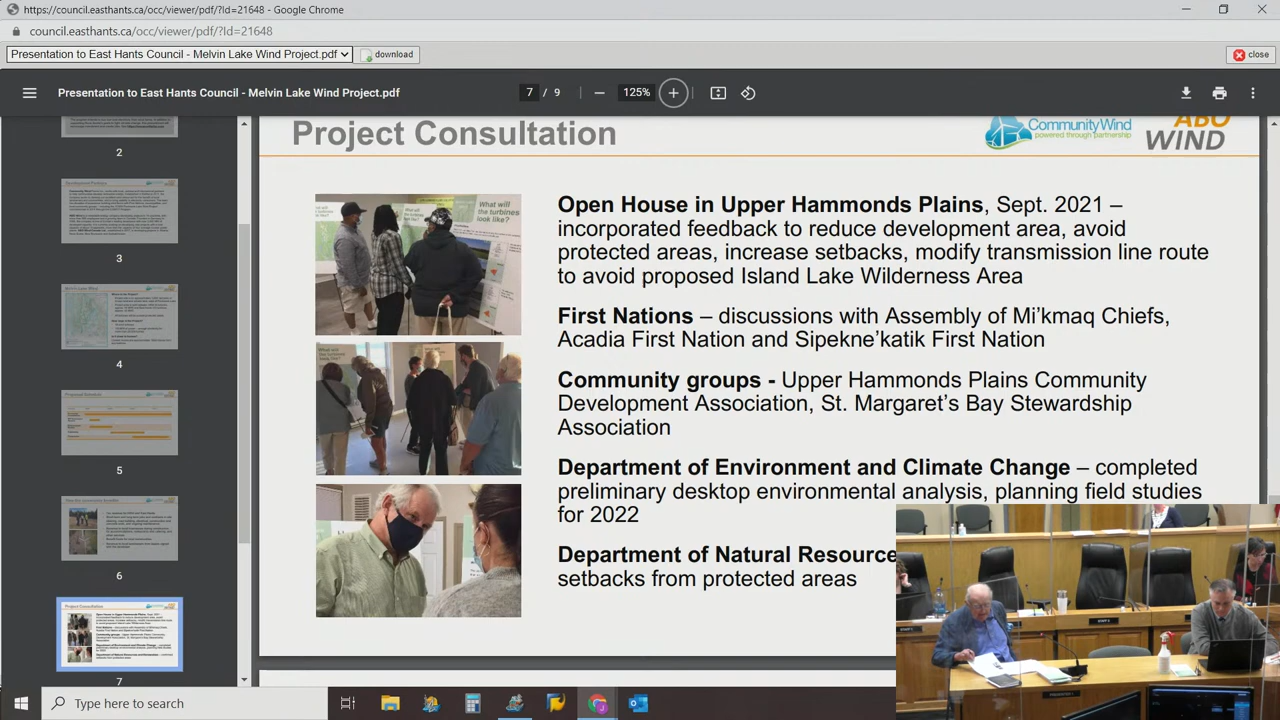 https://council.easthants.ca/occ/viewer/pdf/?Id=21648 - Google Chrome
council.easthants.ca/occ/viewer/pdf/?Id=21648
Presentation to East Hants Council - Melvin Lake Wind Project.pdf
download
close
Presentation to East Hants Council - Melvin Lake Wind Project.pdf
7 / 9
125%
2
3
4
5
6
7
Project Consultation
CommunityWind
powered through partnership
ABO
WIND
What will
the turbines
look like?
Open House in Upper Hammonds Plains, Sept. 2021 –
incorporated feedback to reduce development area, avoid
protected areas, increase setbacks, modify transmission line route
to avoid proposed Island Lake Wilderness Area
First Nations – discussions with Assembly of Mi'kmaq Chiefs,
Acadia First Nation and Sipekne'katik First Nation
Community groups - Upper Hammonds Plains Community
Development Association, St. Margaret's Bay Stewardship
Association
Department of Environment and Climate Change – completed
preliminary desktop environmental analysis, planning field studies
for 2022
Department of Natural Resource
setbacks from protected areas
Type here to search